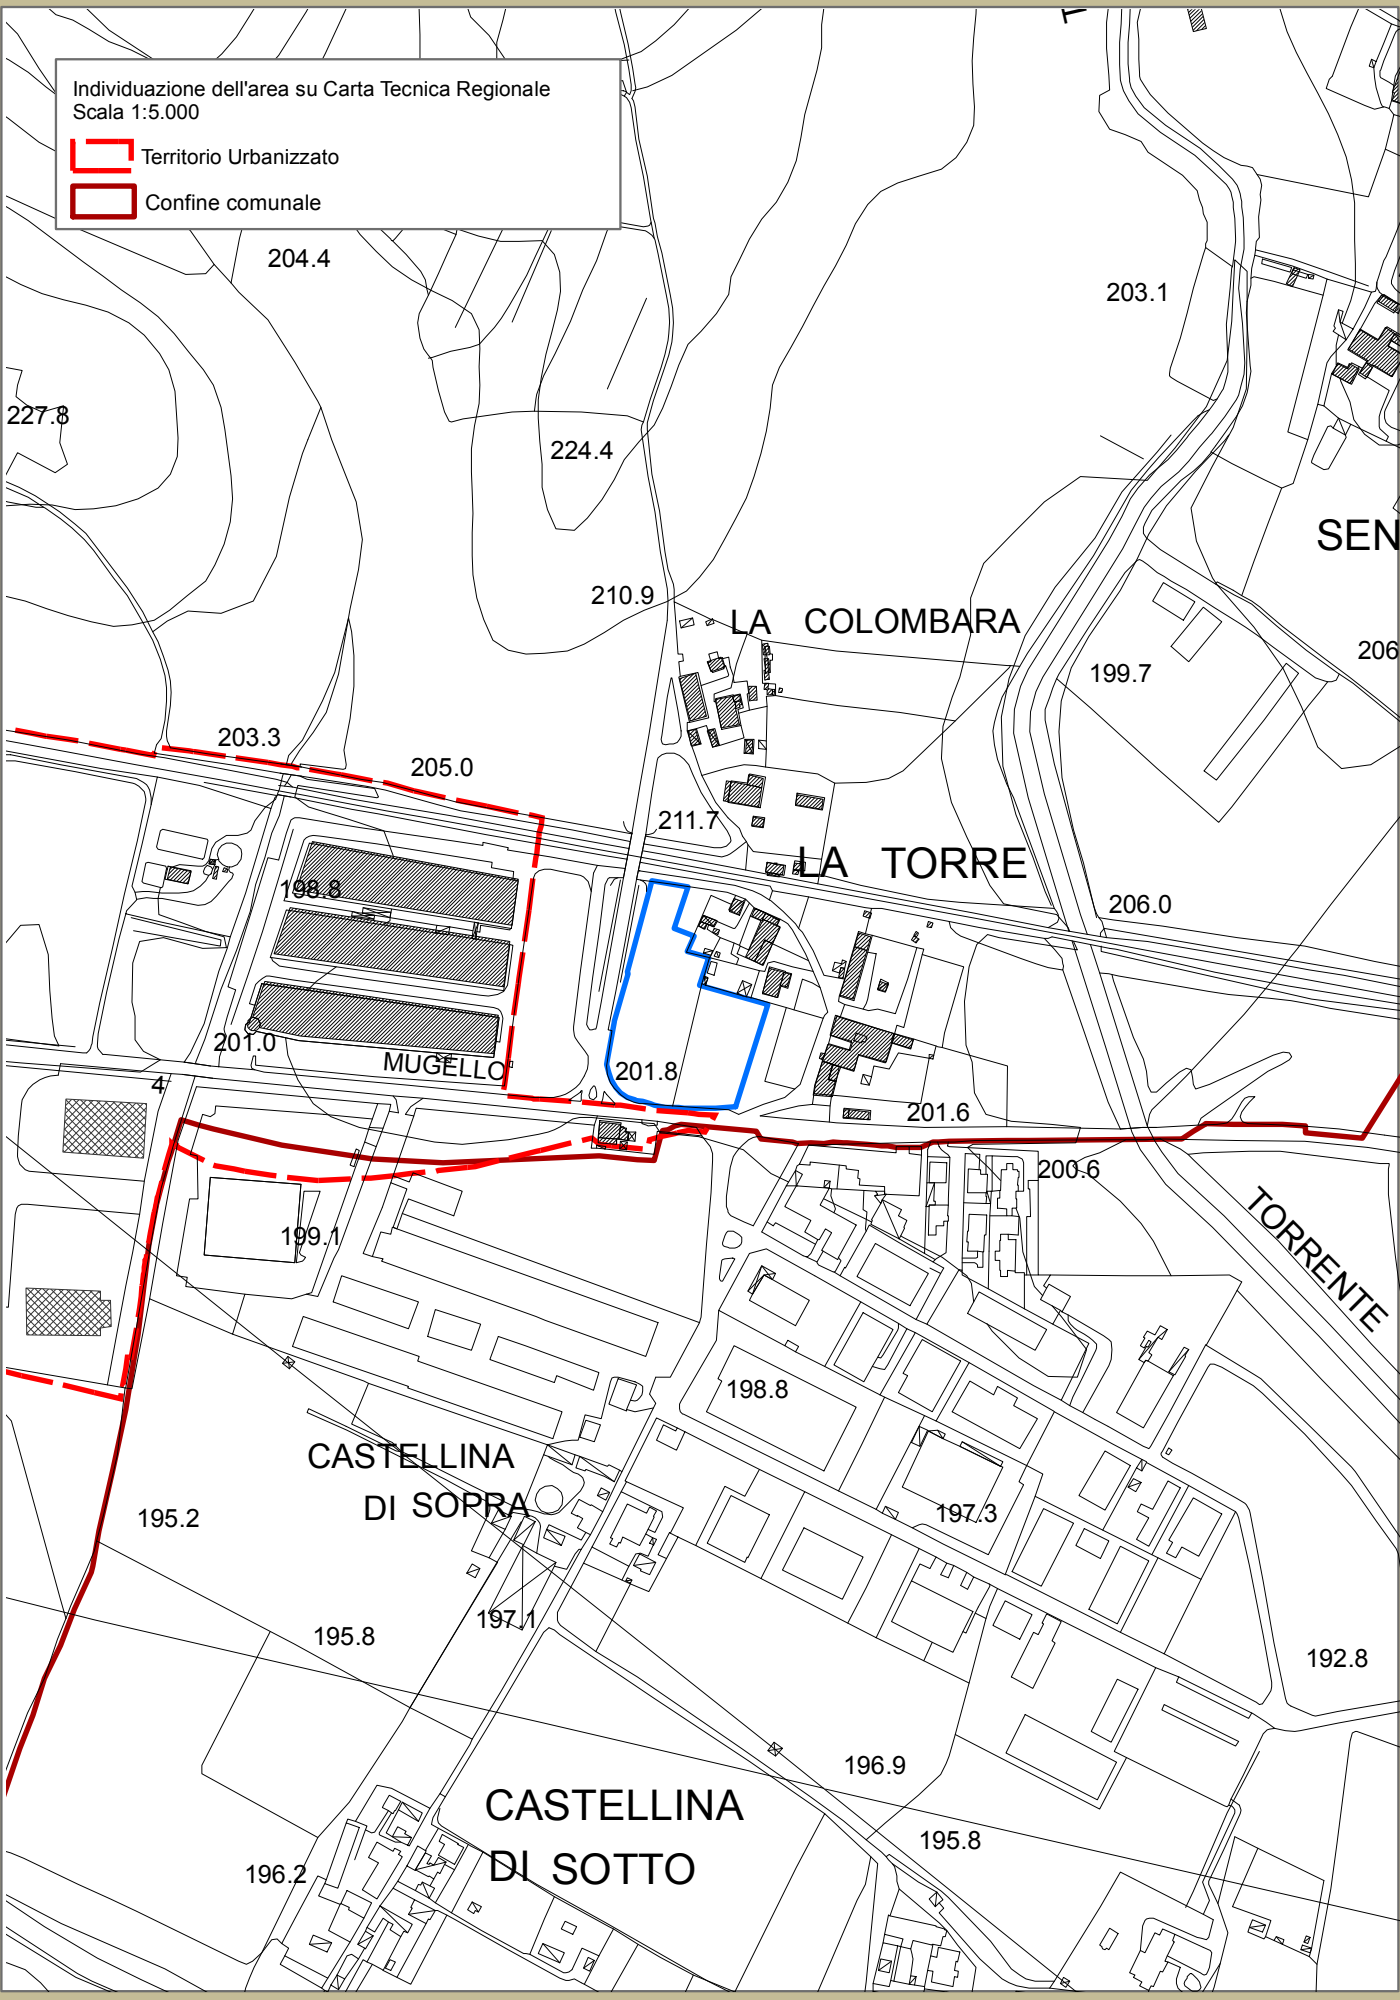 Individuazione dell'area su Carta Tecnica Regionale
Scala 1:5.000
Territorio Urbanizzato
Confine comunale
204.4
203.1
227.8
224.4
SEN
210.9
LA COLOMBARA
206
199.7
203.3
205.0
211.7
LA TORRE
198.8
206.0
201.0
MUGELLO
201.8
4
201.6
200.6
TORRENTE
199.1
198.8
CASTELLINA
DI SOPRA
195.2
197.3
197.1
195.8
192.8
196.9
CASTELLINA
DI SOTTO
195.8
196.2